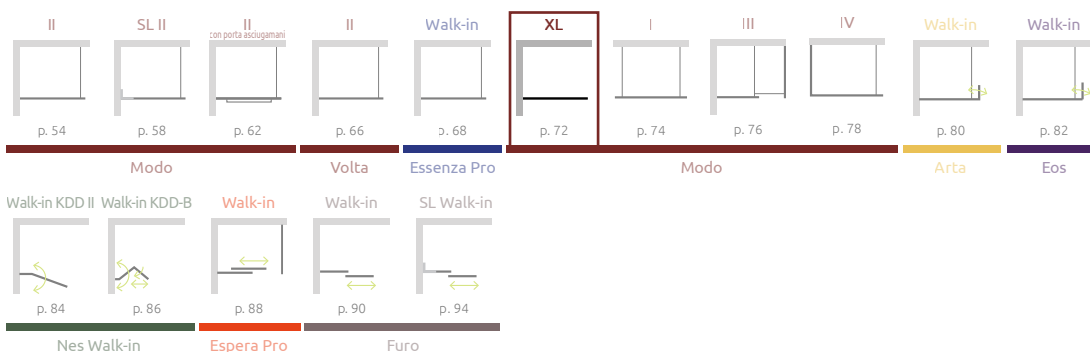 II SL II II II Walk-in XL I III IV Walk-in Walk-in
con porta asciugamani
p. 54 p. 58 p. 62 p. 66 p. 68 p. 72 p. 74 p. 76 p. 78 p. 80 p. 82
Modo Volta Essenza Pro Modo Arta Eos
Walk-in KDD II Walk-in KDD-B Walk-in Walk-in SL Walk-in
p. 84 p. 86 p. 88 p. 90 p. 94
Nes Walk-in Espera Pro Furo